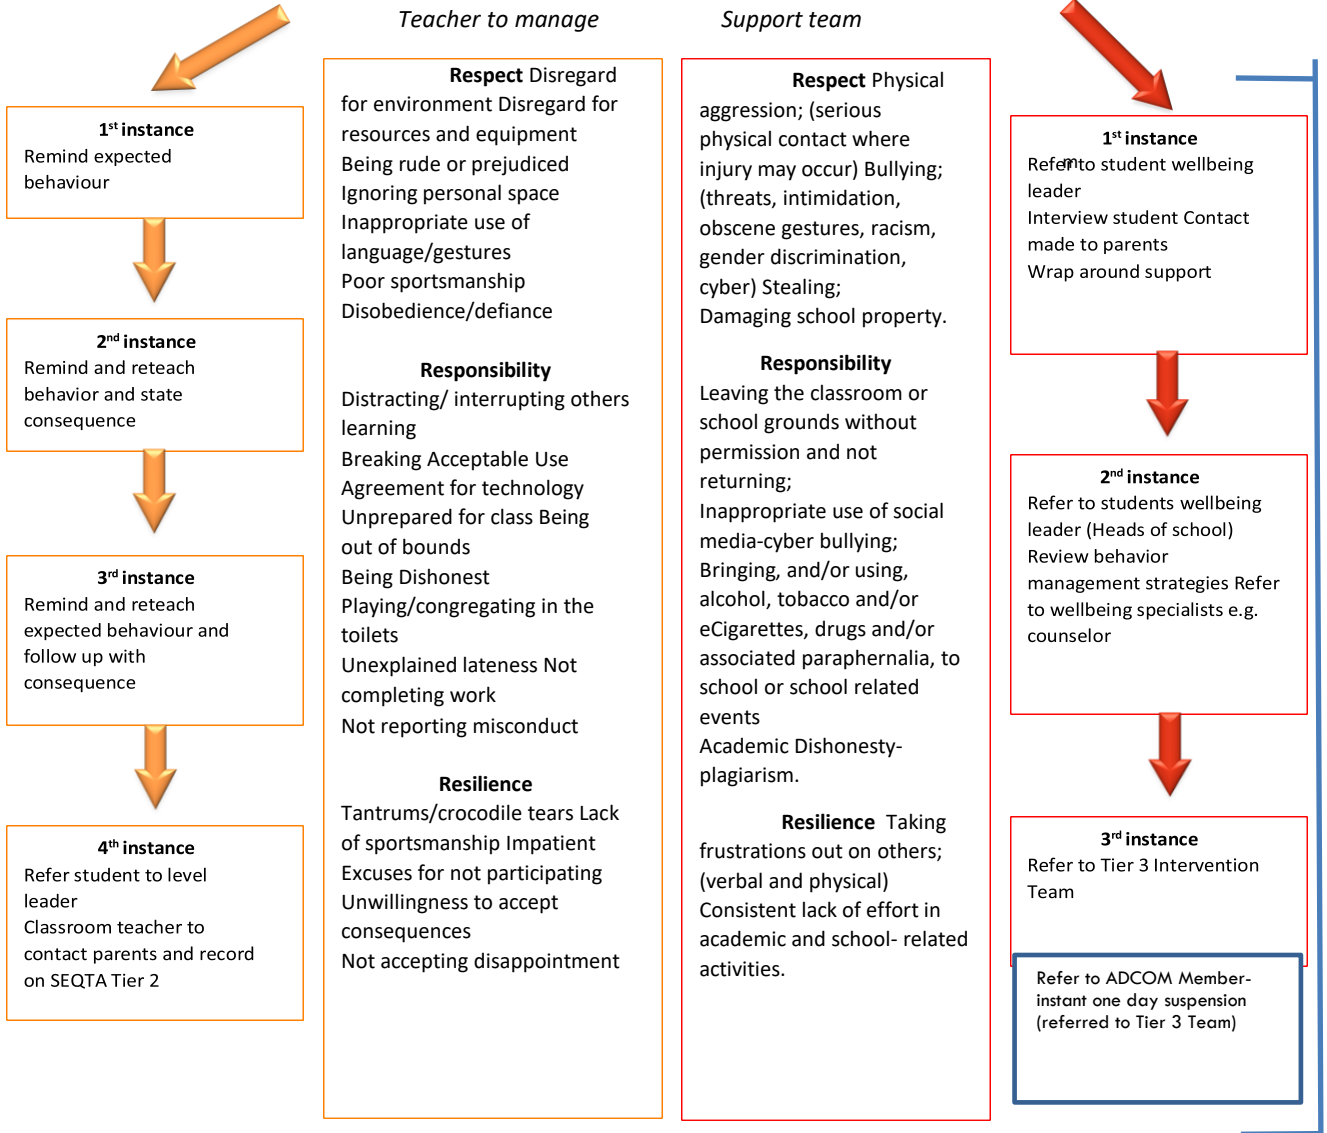 Teacher to manage
Support team
1st instance
Remind expected
behaviour
2nd instance
Remind and reteach
behavior and state
consequence
3rd instance
Remind and reteach
expected behaviour and
follow up with
consequence
4th instance
Refer student to level
leader
Classroom teacher to
contact parents and record
on SEQTA Tier 2
Respect Disregard
for environment Disregard for
resources and equipment
Being rude or prejudiced
Ignoring personal space
Inappropriate use of
language/gestures
Poor sportsmanship
Disobedience/defiance
Responsibility
Distracting/ interrupting others
learning
Breaking Acceptable Use
Agreement for technology
Unprepared for class Being
out of bounds
Being Dishonest
Playing/congregating in the
toilets
Unexplained lateness Not
completing work
Not reporting misconduct
Resilience
Tantrums/crocodile tears Lack
of sportsmanship Impatient
Excuses for not participating
Unwillingness to accept
consequences
Not accepting disappointment
Respect Physical
aggression; (serious
physical contact where
injury may occur) Bullying;
(threats, intimidation,
obscene gestures, racism,
gender discrimination,
cyber) Stealing;
Damaging school property.
Responsibility
Leaving the classroom or
school grounds without
permission and not
returning;
Inappropriate use of social
media-cyber bullying;
Bringing, and/or using,
alcohol, tobacco and/or
eCigarettes, drugs and/or
associated paraphernalia, to
school or school related
events
Academic Dishonesty-
plagiarism.
Resilience Taking
frustrations out on others;
(verbal and physical)
Consistent lack of effort in
academic and school- related
activities.
1st instance
m
Refer to student wellbeing
leader
Interview student Contact
made to parents
Wrap around support
2nd instance
Refer to students wellbeing
leader (Heads of school)
Review behavior
management strategies Refer
to wellbeing specialists e.g.
counselor
3rd instance
Refer to Tier 3 Intervention
Team
Refer to ADCOM Member-
instant one day suspension
(referred to Tier 3 Team)